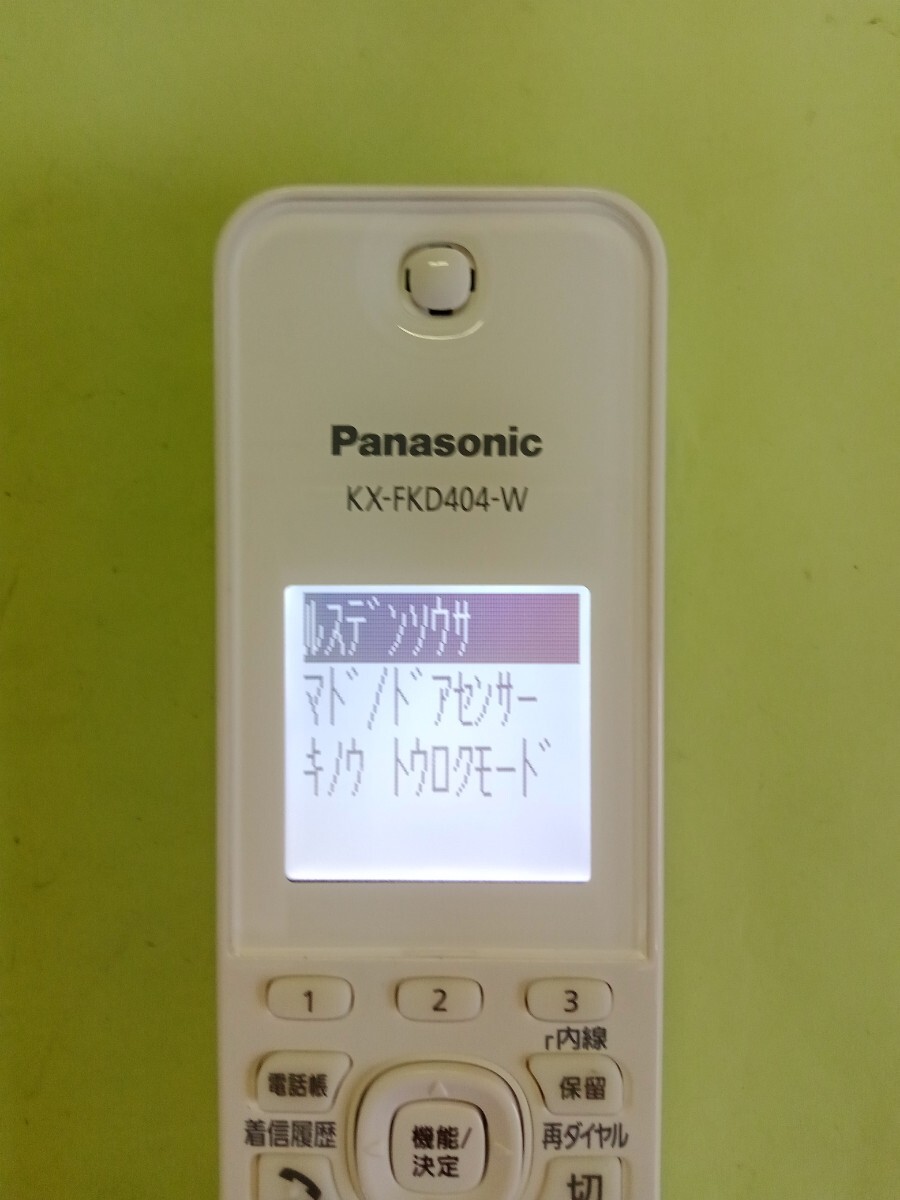 Panasonic
KX-FKD404-W
ルスデンソウサ
マド/ドアセンサー
キノウ トウロクモード
1 2 3
r内線
電話帳 保留
着信履歴 再ダイヤル
機能/
決定
切